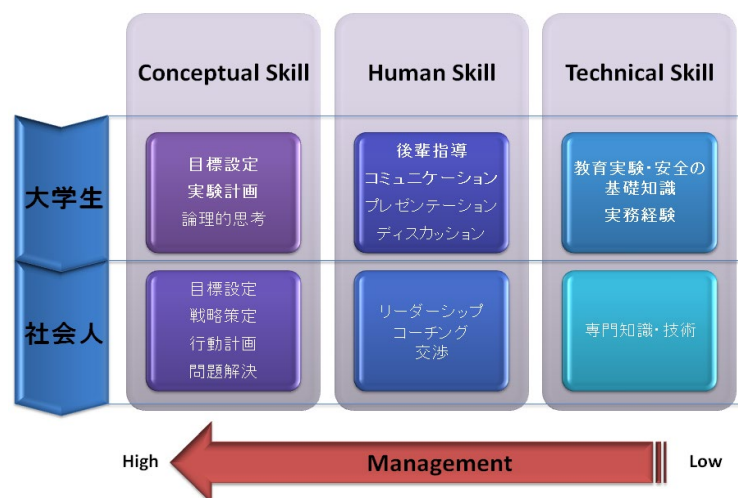 Conceptual Skill
Human Skill
Technical Skill
大学生
目標設定
実験計画
論理的思考
後輩指導
コミュニケーション
プレゼンテーション
ディスカッション
教育実験・安全の
基礎知識
実務経験
社会人
目標設定
戦略策定
行動計画
問題解決
リーダーシップ
コーチング
交渉
専門知識・技術
High
Management
Low